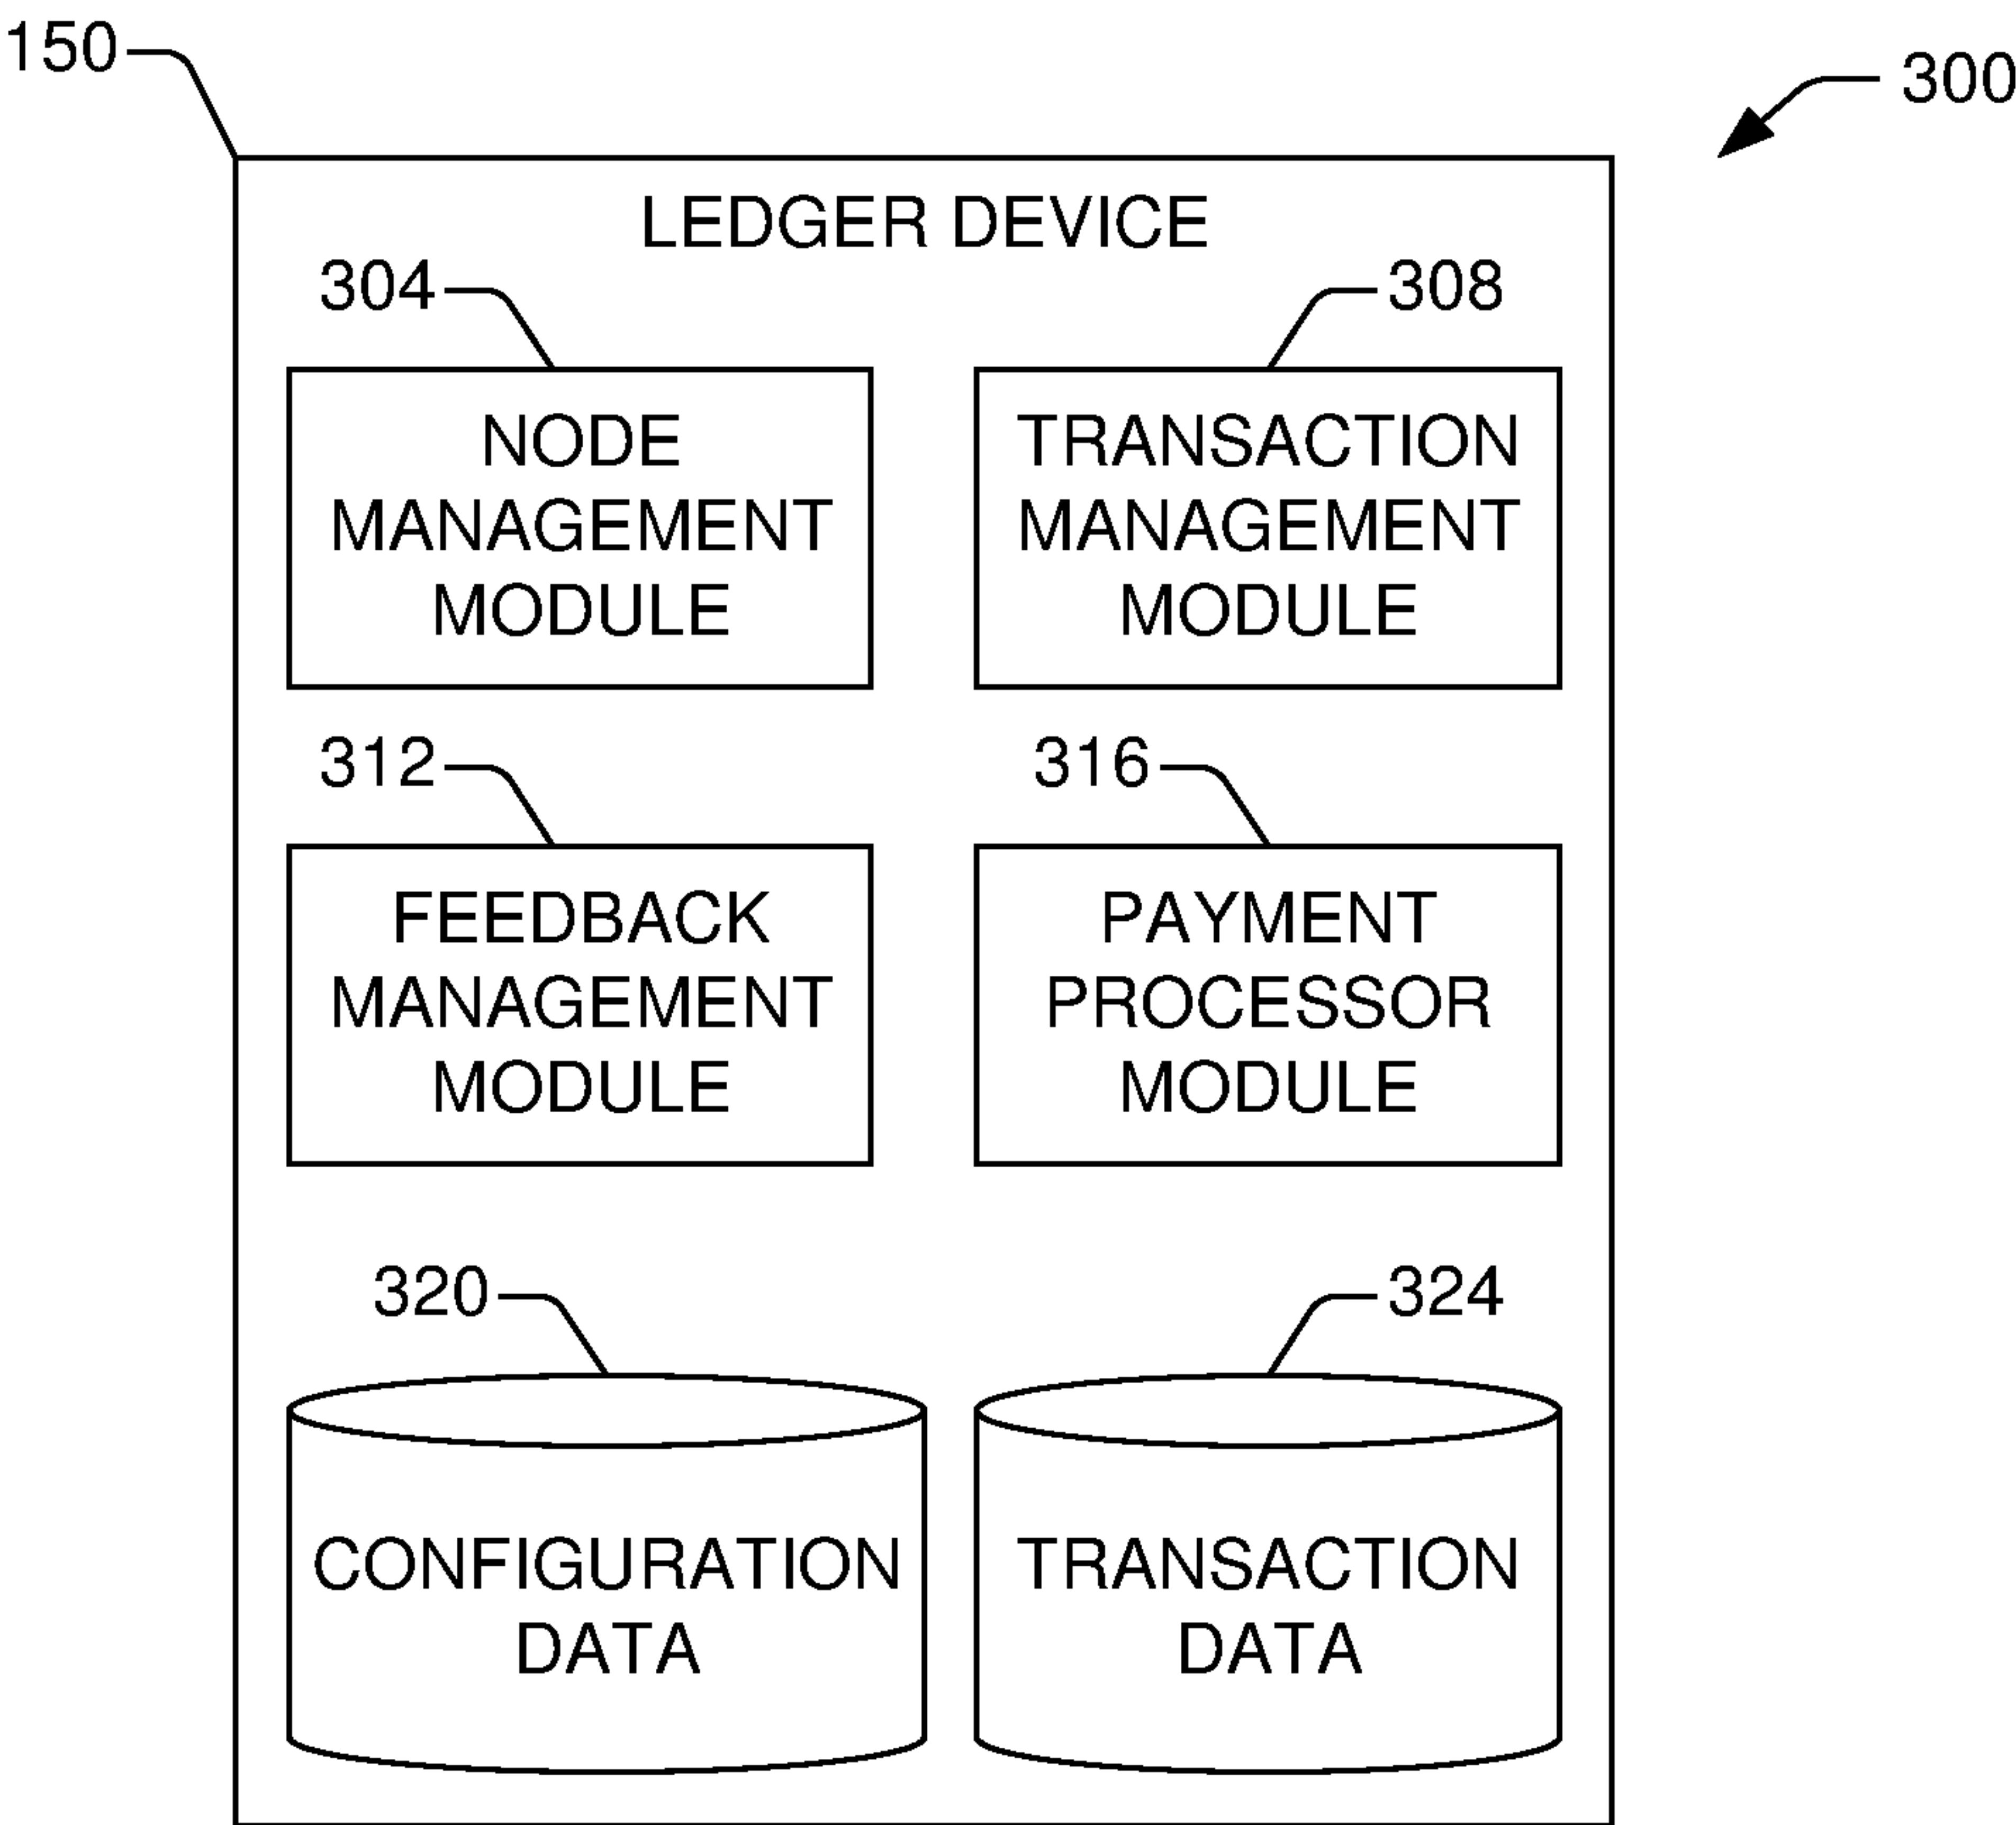 150
300
LEDGER DEVICE
304
308
NODE
MANAGEMENT
MODULE
TRANSACTION
MANAGEMENT
MODULE
312
316
FEEDBACK
MANAGEMENT
MODULE
PAYMENT
PROCESSOR
MODULE
320
324
CONFIGURATION
DATA
TRANSACTION
DATA